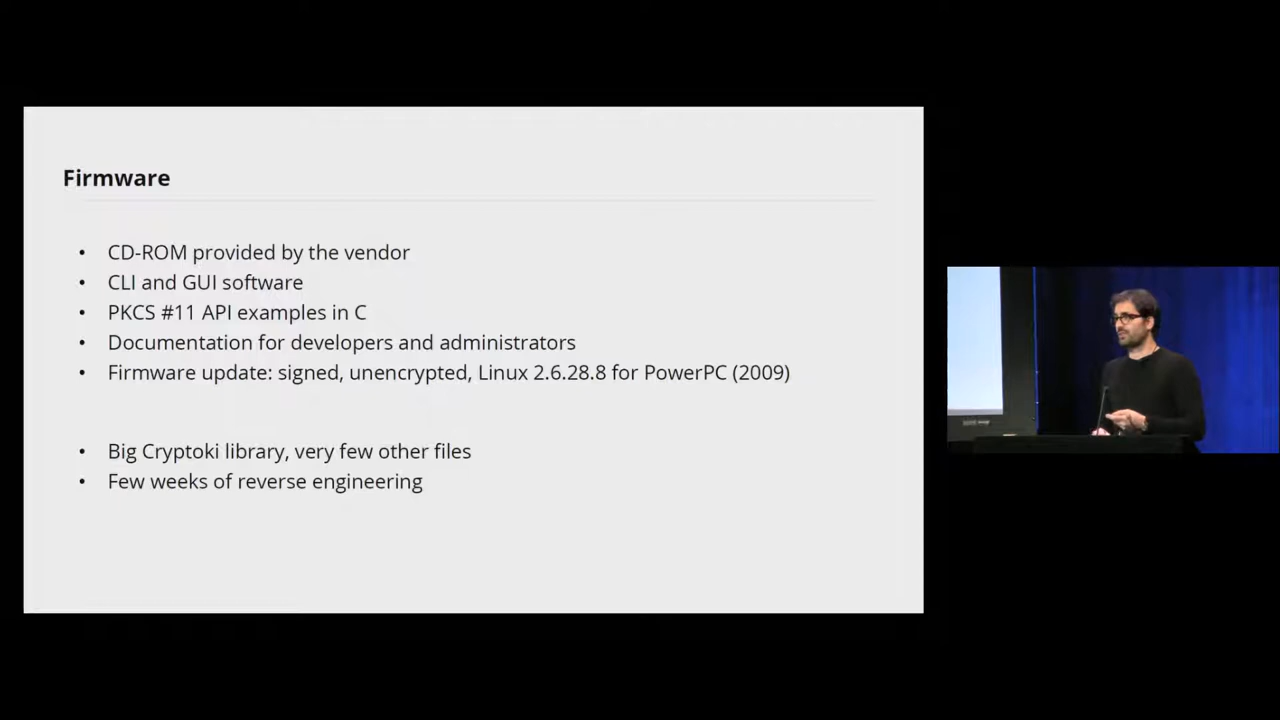 Firmware
• CD-ROM provided by the vendor
• CLI and GUI software
• PKCS #11 API examples in C
• Documentation for developers and administrators
• Firmware update: signed, unencrypted, Linux 2.6.28.8 for PowerPC (2009)
• Big Cryptoki library, very few other files
• Few weeks of reverse engineering